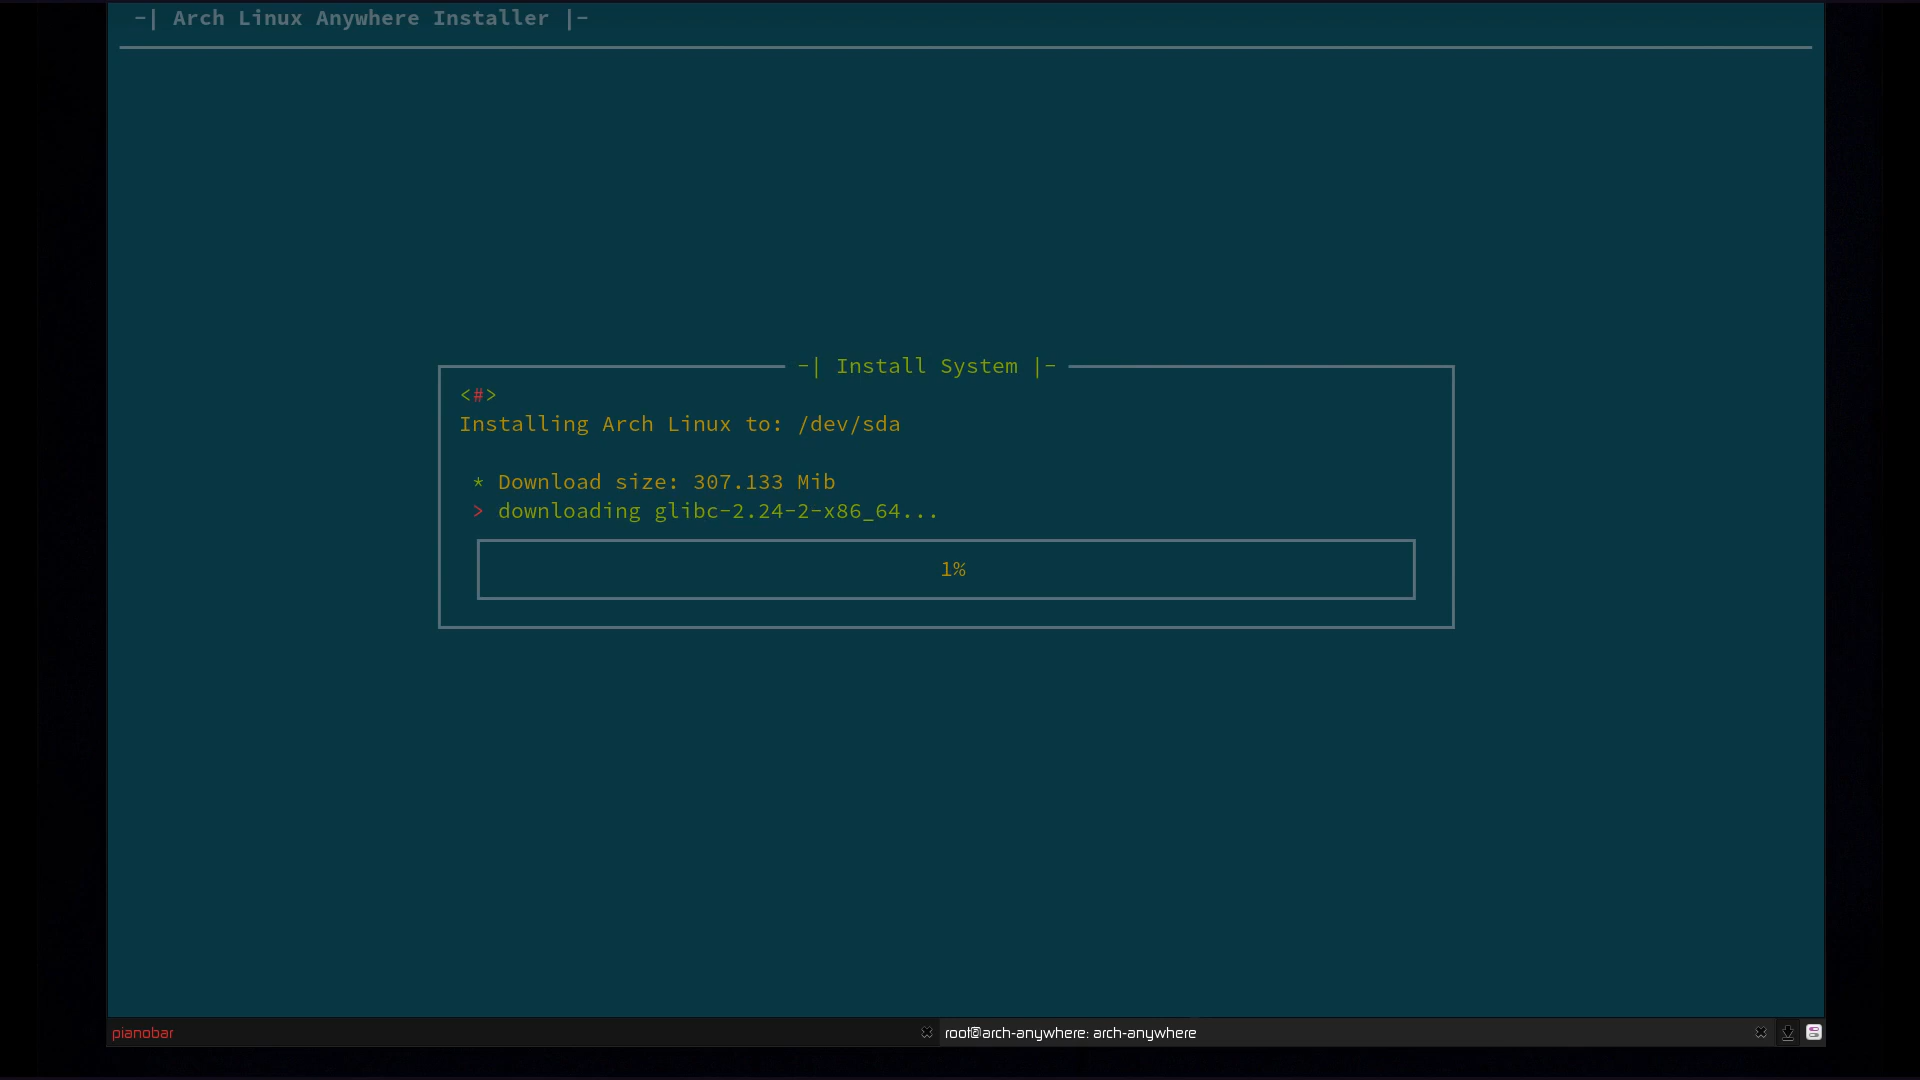 -| Arch Linux Anywhere Installer |-
-| Install System |-
<#>
Installing Arch Linux to: /dev/sda
* Download size: 307.133 Mib
> downloading glibc-2.24-2-x86_64...
1%
pianobar
root@arch-anywhere: arch-anywhere